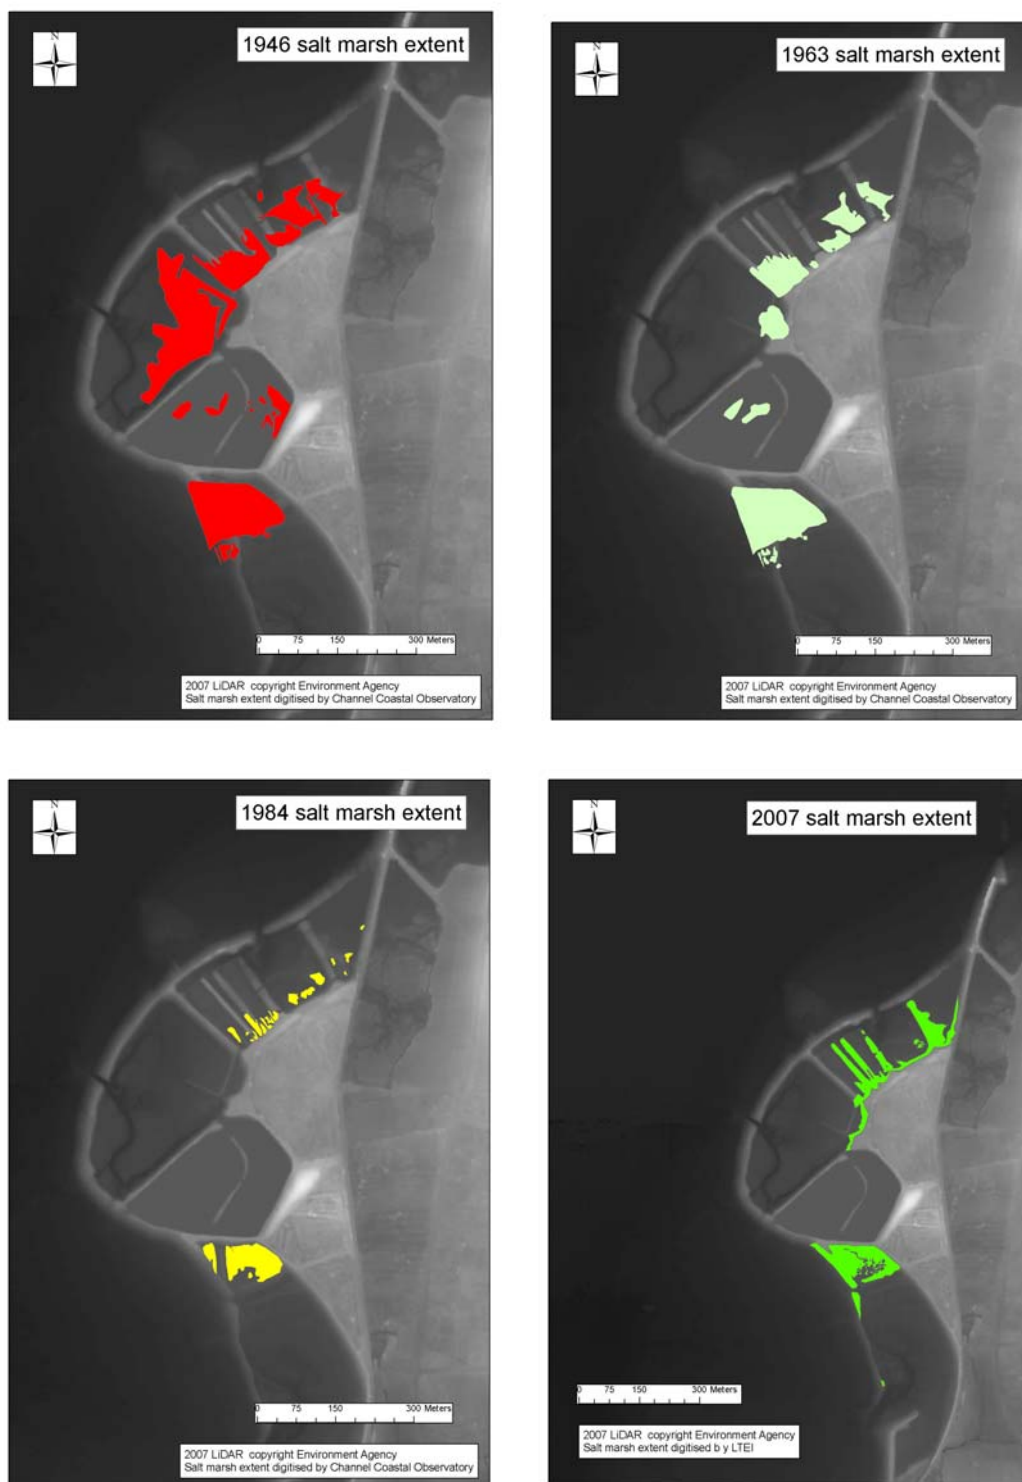 N
1946 salt marsh extent
0 75 150 300 Meters
2007 LiDAR copyright Environment Agency
Salt marsh extent digitised by Channel Coastal Observatory
N
1963 salt marsh extent
0 75 150 300 Meters
2007 LiDAR copyright Environment Agency
Salt marsh extent digitised by Channel Coastal Observatory
N
1984 salt marsh extent
0 75 150 300 Meters
2007 LiDAR copyright Environment Agency
Salt marsh extent digitised by Channel Coastal Observatory
N
2007 salt marsh extent
0 75 150 300 Meters
2007 LiDAR copyright Environment Agency
Salt marsh extent digitised b y LTEI